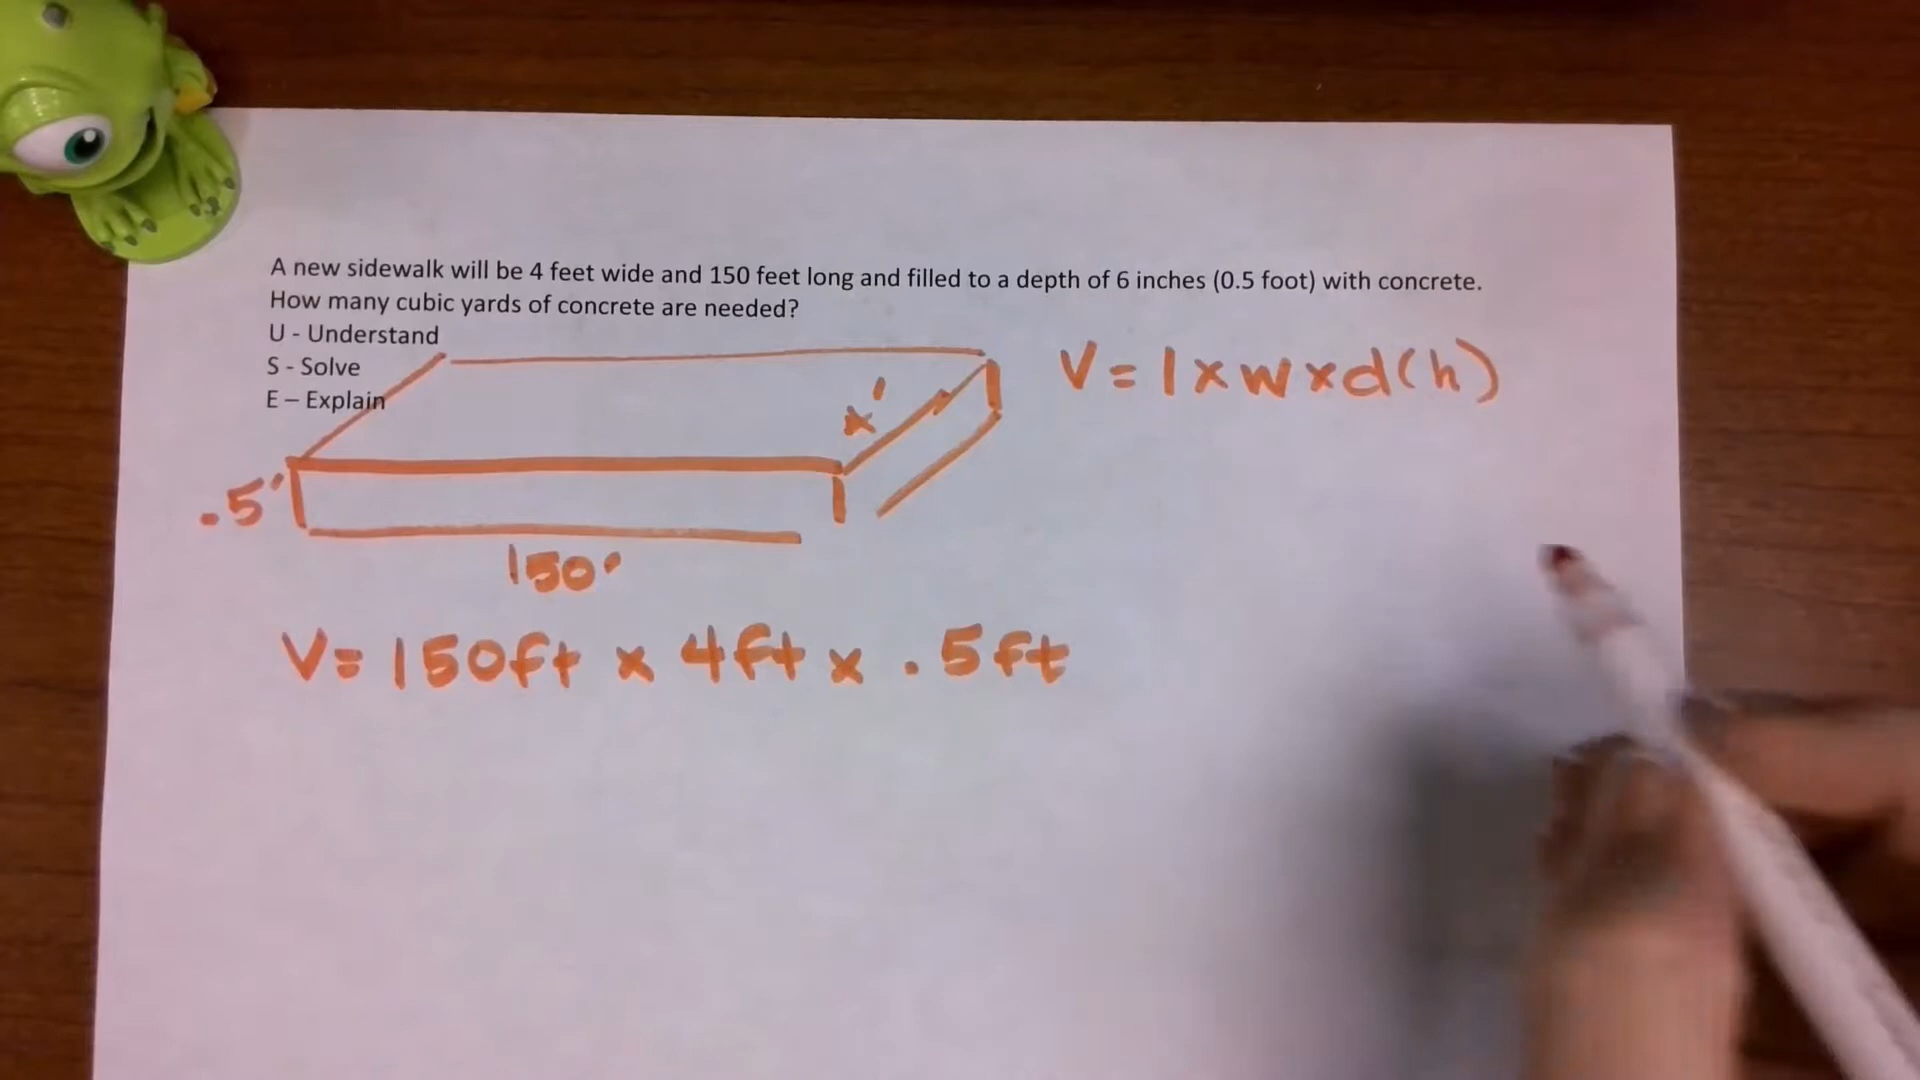 A new sidewalk will be 4 feet wide and 150 feet long and filled to a depth of 6 inches (0.5 foot) with concrete.
How many cubic yards of concrete are needed?
U - Understand
S - Solve
E – Explain
V = l x w x d(h)
x'
.5'
150'
V = 150ft x 4ft x .5ft